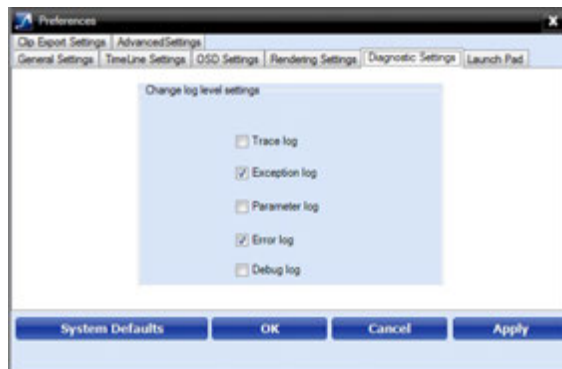 Preferences
Clip Export Settings AdvancedSettings
General Settings TimeLine Settings OSD Settings Rendering Settings Diagnostic Settings Launch Pad
Change log level settings
Trace log
Exception log
Parameter log
Error log
Debug log
System Defaults OK Cancel Apply